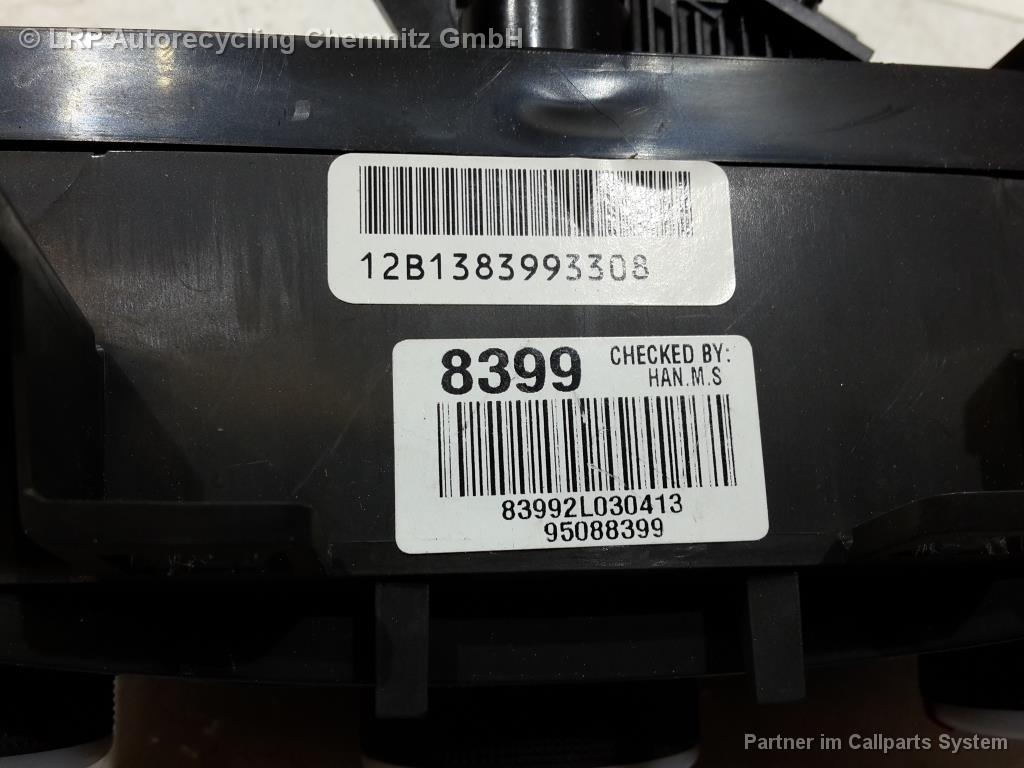 © LRP Autorecycling Chemnitz GmbH
12B1383993308
8399 CHECKED BY:
HAN.M.S
83992L030413
95088399
Partner im Callparts System